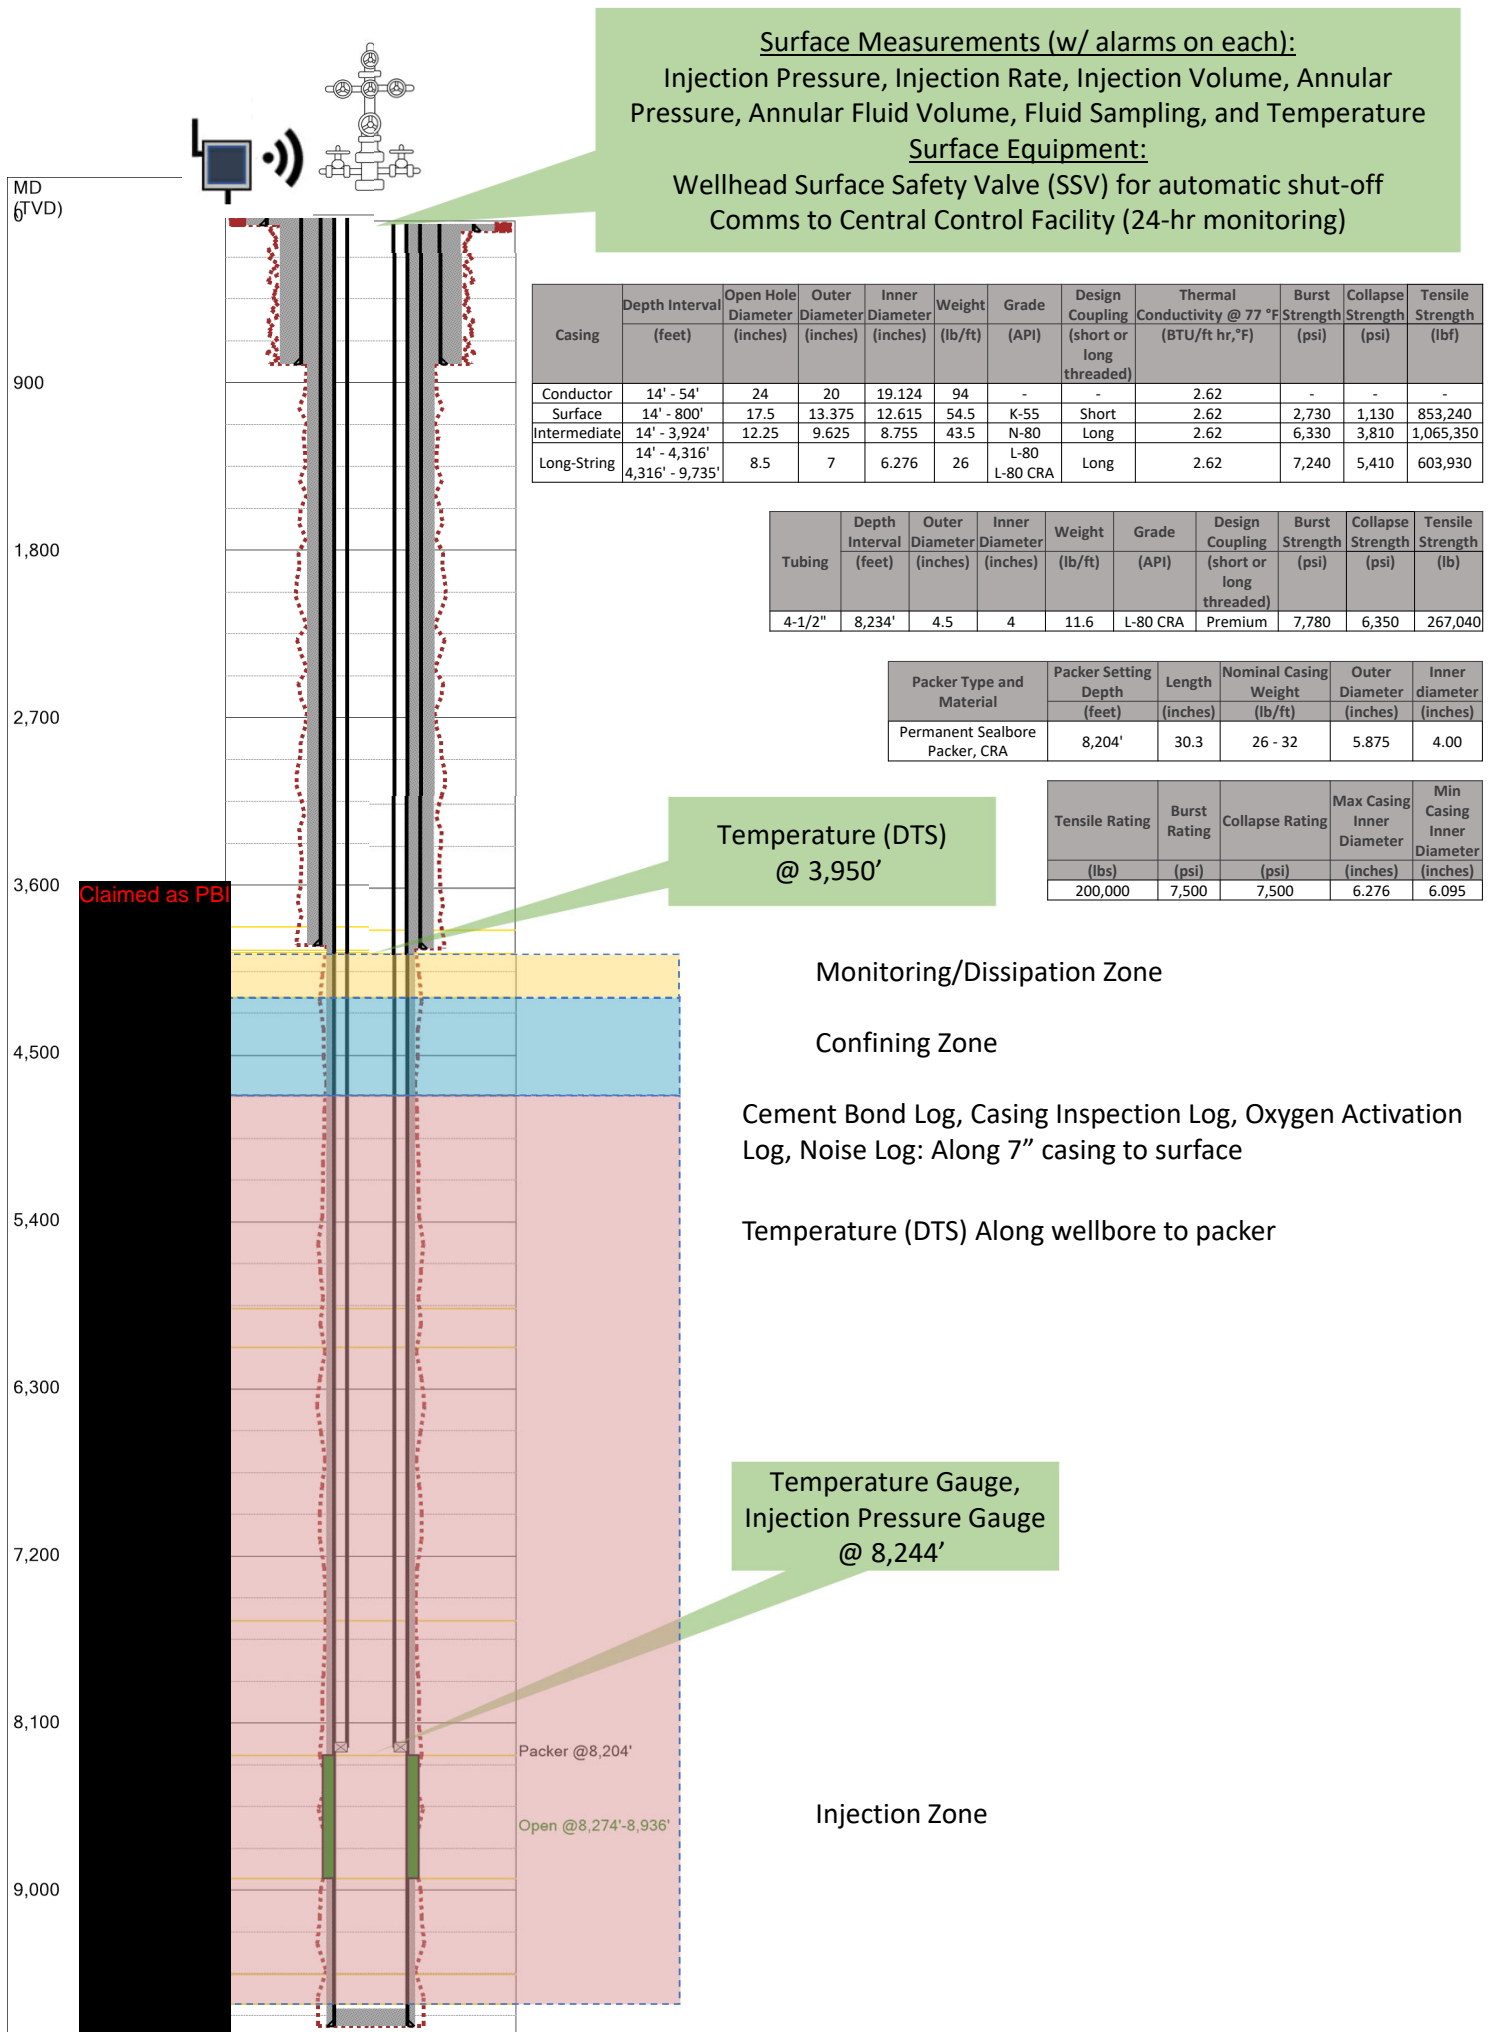 Surface Measurements (w/ alarms on each):
Injection Pressure, Injection Rate, Injection Volume, Annular
Pressure, Annular Fluid Volume, Fluid Sampling, and Temperature
Surface Equipment:
Wellhead Surface Safety Valve (SSV) for automatic shut-off
Comms to Central Control Facility (24-hr monitoring)
MD
(TVD)
0
900
1,800
2,700
3,600
4,500
5,400
6,300
7,200
8,100
9,000
Claimed as PBI
Casing Depth Interval Open Hole Diameter Outer Diameter Inner Diameter Weight Grade Design Coupling Thermal Conductivity @ 77 °F Burst Strength Collapse Strength Tensile Strength
(feet) (inches) (inches) (inches) (lb/ft) (API) (short or long threaded) (BTU/ft hr,°F) (psi) (psi) (lbf)
Conductor 14' - 54' 24 20 19.124 94 - - 2.62 - - -
Surface 14' - 800' 17.5 13.375 12.615 54.5 K-55 Short 2.62 2,730 1,130 853,240
Intermediate 14' - 3,924' 12.25 9.625 8.755 43.5 N-80 Long 2.62 6,330 3,810 1,065,350
Long-String 14' - 4,316' 4,316' - 9,735' 8.5 7 6.276 26 L-80 L-80 CRA Long 2.62 7,240 5,410 603,930
Tubing Depth Interval Outer Diameter Inner Diameter Weight Grade Design Coupling Burst Strength Collapse Strength Tensile Strength
(feet) (inches) (inches) (lb/ft) (API) (short or long threaded) (psi) (psi) (lb)
4-1/2" 8,234' 4.5 4 11.6 L-80 CRA Premium 7,780 6,350 267,040
Packer Type and Material Packer Setting Depth Length Nominal Casing Weight Outer Diameter Inner diameter
(feet) (inches) (lb/ft) (inches) (inches)
Permanent Sealbore Packer, CRA 8,204' 30.3 26 - 32 5.875 4.00
Tensile Rating Burst Rating Collapse Rating Max Casing Inner Diameter Min Casing Inner Diameter
(lbs) (psi) (psi) (inches) (inches)
200,000 7,500 7,500 6.276 6.095
Temperature (DTS)
@ 3,950’
Monitoring/Dissipation Zone
Confining Zone
Cement Bond Log, Casing Inspection Log, Oxygen Activation
Log, Noise Log: Along 7” casing to surface
Temperature (DTS) Along wellbore to packer
Temperature Gauge,
Injection Pressure Gauge
@ 8,244’
Packer @8,204'
Open @8,274'-8,936'
Injection Zone